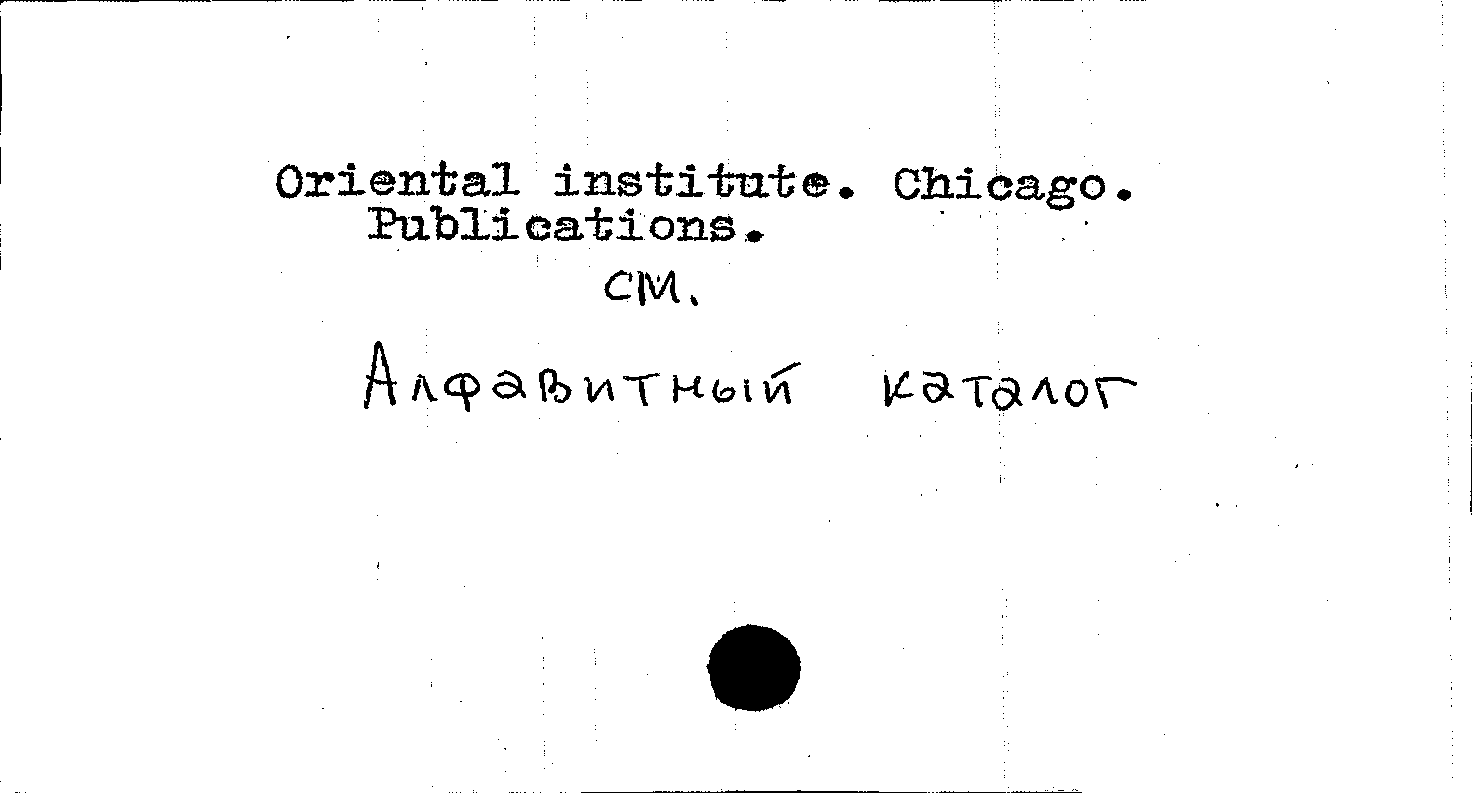 Oriental institute. Chicago.
Publications.
см.
Алфавитный каталог